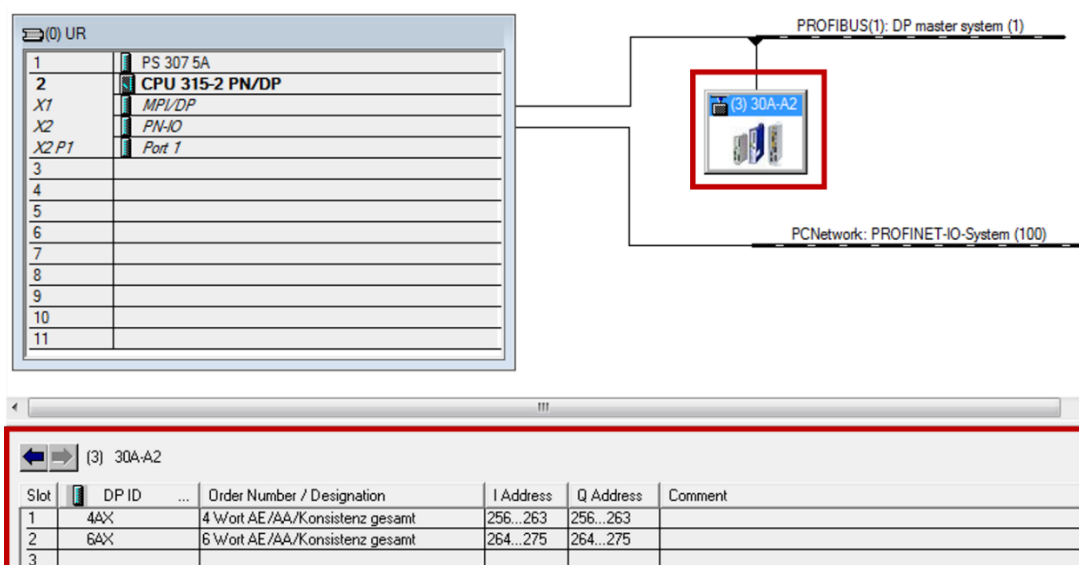 (0) UR
1 PS 307 5A
2 CPU 315-2 PN/DP
X1 MPI/DP
X2 PN-IO
X2 P1 Port 1
3
4
5
6
7
8
9
10
11
PROFIBUS(1): DP master system (1)
(3) 30A-A2
PCNetwork: PROFINET-IO-System (100)
(3) 30A-A2
Slot DP ID ... Order Number / Designation I Address Q Address Comment
1 4AX 4 Wort AE/AA/Konsistenz gesamt 256...263 256...263
2 6AX 6 Wort AE/AA/Konsistenz gesamt 264...275 264...275
3